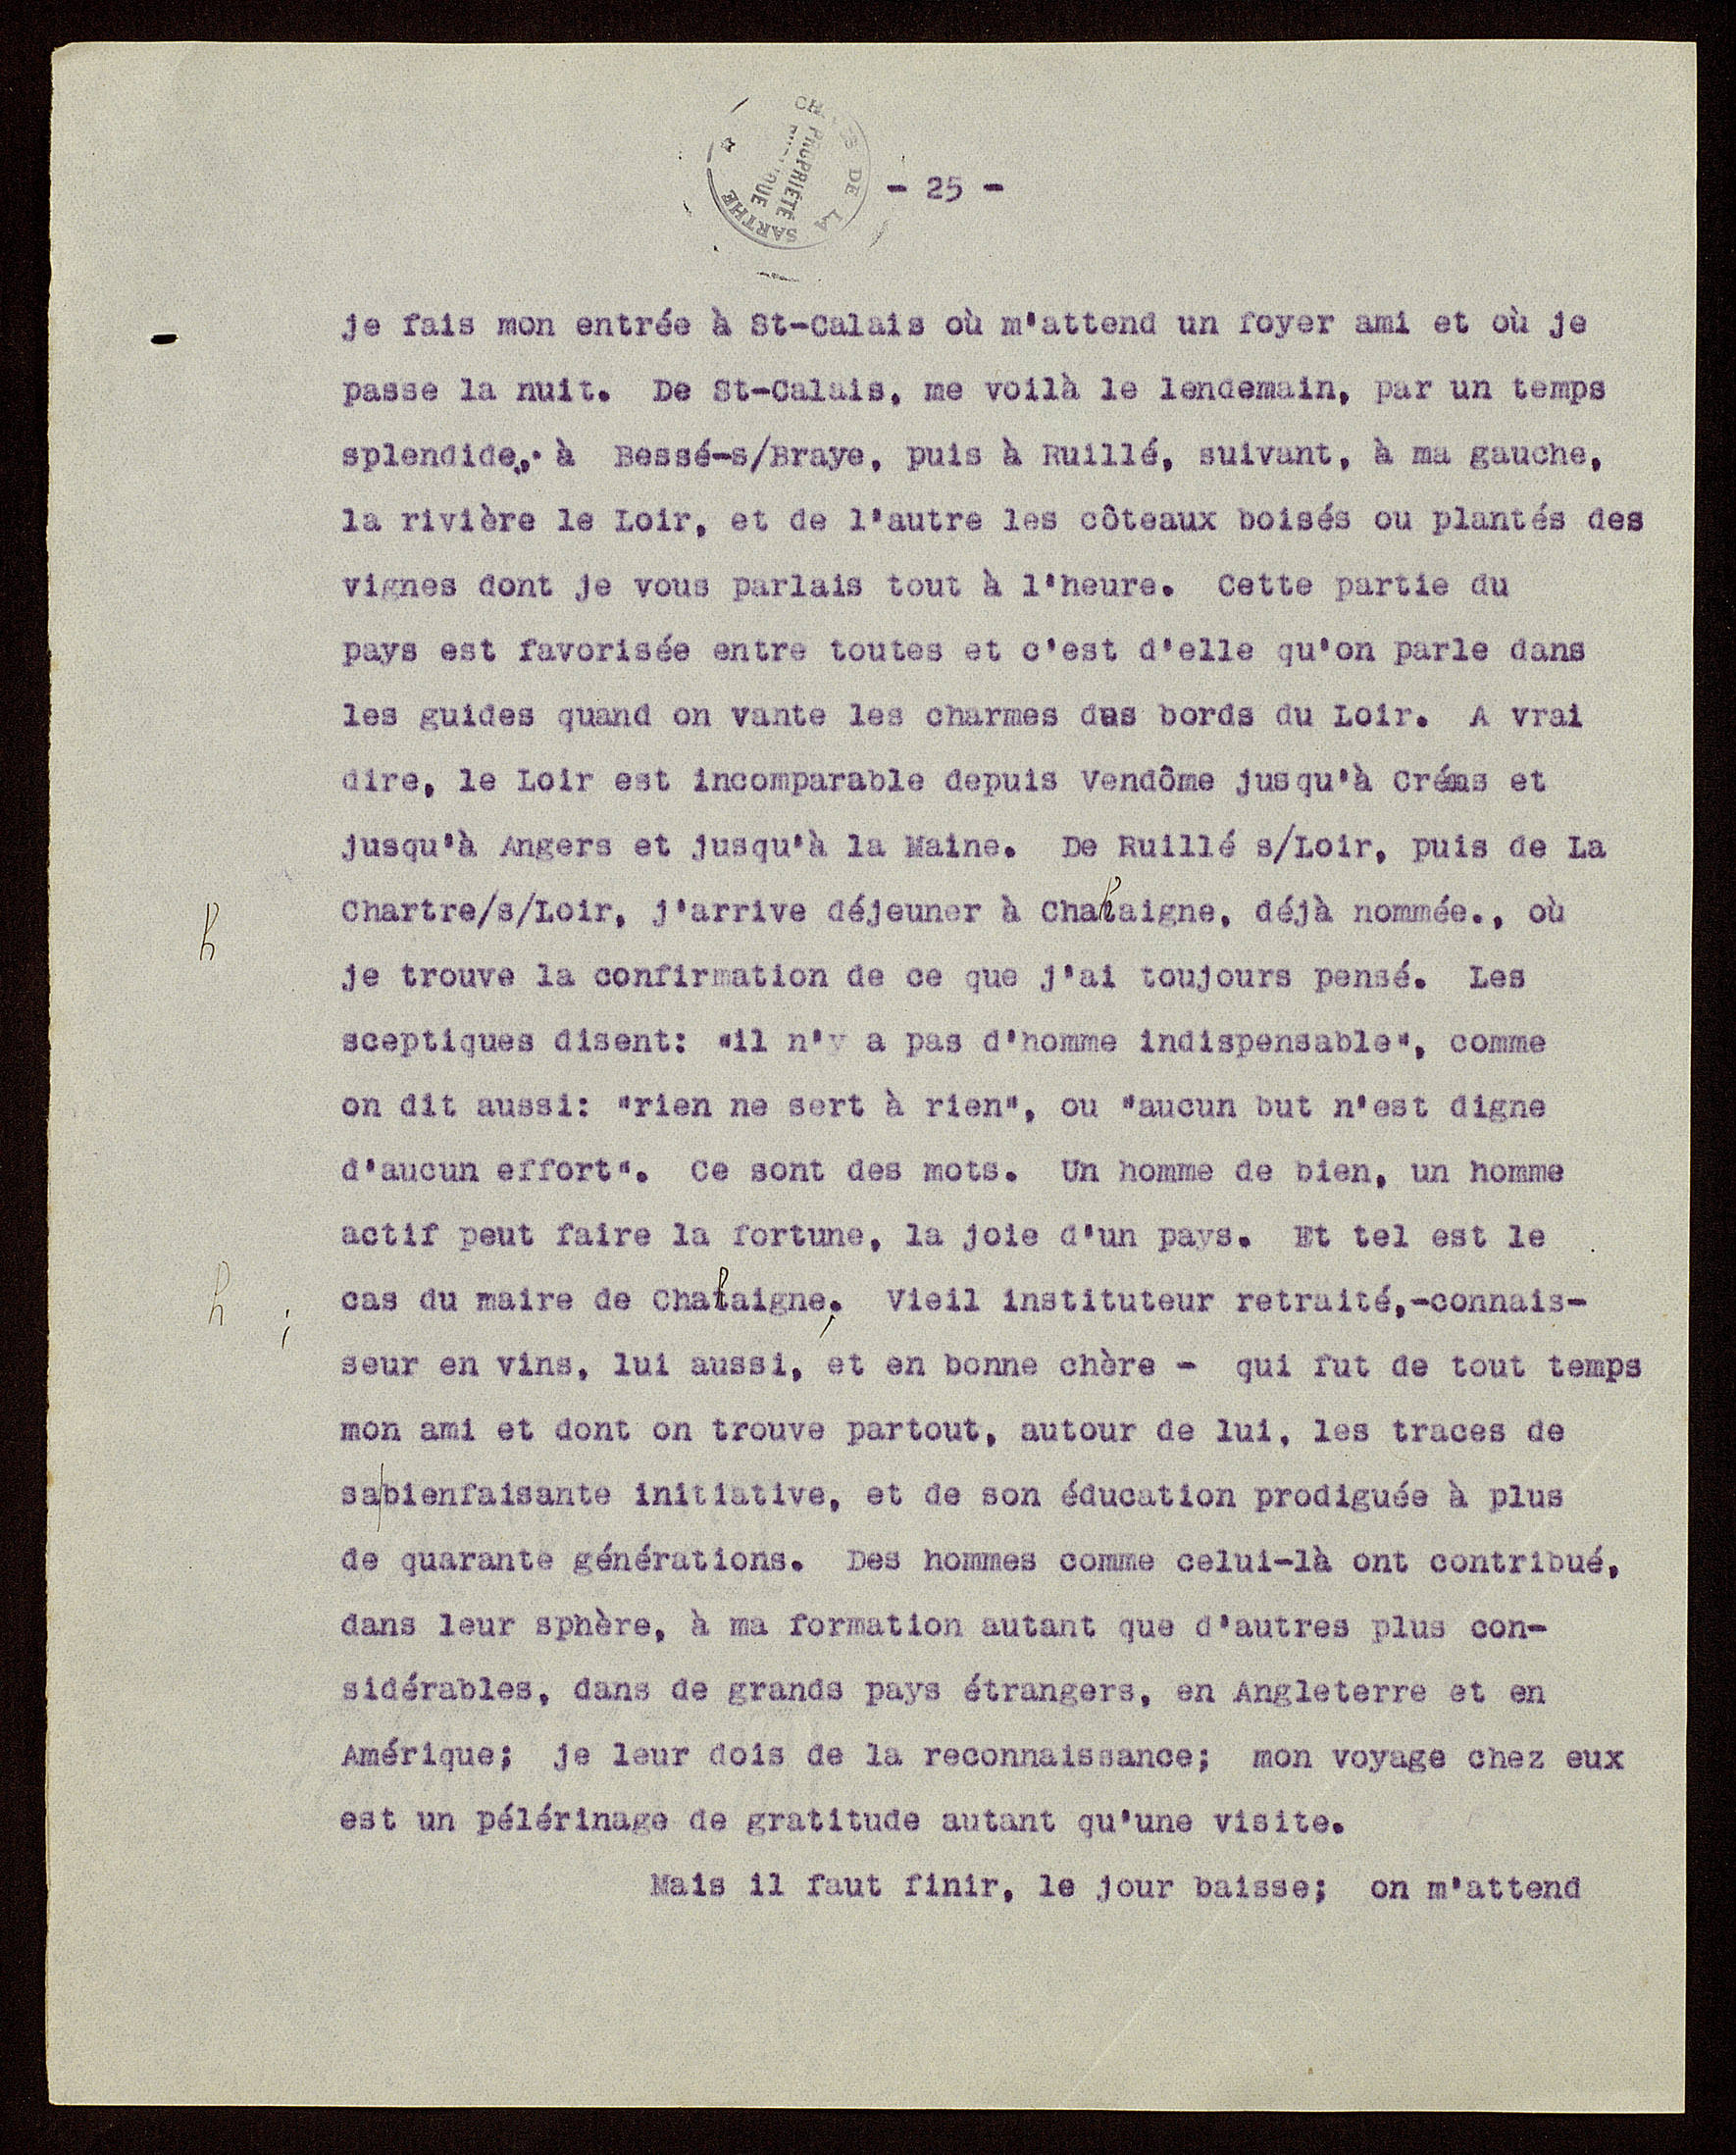 CH ES DE LA SARTHE
PROPRIÉTÉ
- 25 -
je fais mon entrée à St-Calais où m'attend un foyer ami et où je
passe la nuit. De St-Calais, me voilà le lendemain, par un temps
splendide,. à Bessé-s/Braye, puis à Ruillé, suivant, à ma gauche,
la rivière le Loir, et de l'autre les côteaux boisés ou plantés des
vignes dont je vous parlais tout à l'heure. Cette partie du
pays est favorisée entre toutes et c'est d'elle qu'on parle dans
les guides quand on vante les charmes des bords du Loir. A vrai
dire, le Loir est incomparable depuis Vendôme jusqu'à et
jusqu'à Angers et jusqu'à la Maine. De Ruillé s/Loir, puis de La
Chartre/s/Loir, j'arrive déjeuner à Chahaigne, déjà nommée., où
h
je trouve la confirmation de ce que j'ai toujours pensé. Les
sceptiques disent: "il n'y a pas d'homme indispensable", comme
on dit aussi: "rien ne sert à rien", ou "aucun but n'est digne
d'aucun effort". Ce sont des mots. Un homme de bien, un homme
actif peut faire la fortune, la joie d'un pays. Et tel est le
h ; cas du maire de Chahaigne; Vieil instituteur retraité,-connais-
seur en vins, lui aussi, et en bonne chère - qui fut de tout temps
mon ami et dont on trouve partout, autour de lui, les traces de
sa|bienfaisante initiative, et de son éducation prodiguée à plus
de quarante générations. Des hommes comme celui-là ont contribué,
dans leur sphère, à ma formation autant que d'autres plus con-
sidérables, dans de grands pays étrangers, en Angleterre et en
Amérique; je leur dois de la reconnaissance; mon voyage chez eux
est un pélérinage de gratitude autant qu'une visite.
Mais il faut finir, le jour baisse; on m'attend